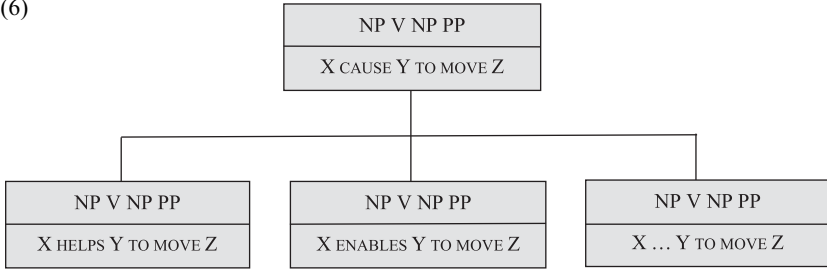 (6)
NP V NP PP
X CAUSE Y TO MOVE Z
NP V NP PP
X HELPS Y TO MOVE Z
NP V NP PP
X ENABLES Y TO MOVE Z
NP V NP PP
X … Y TO MOVE Z